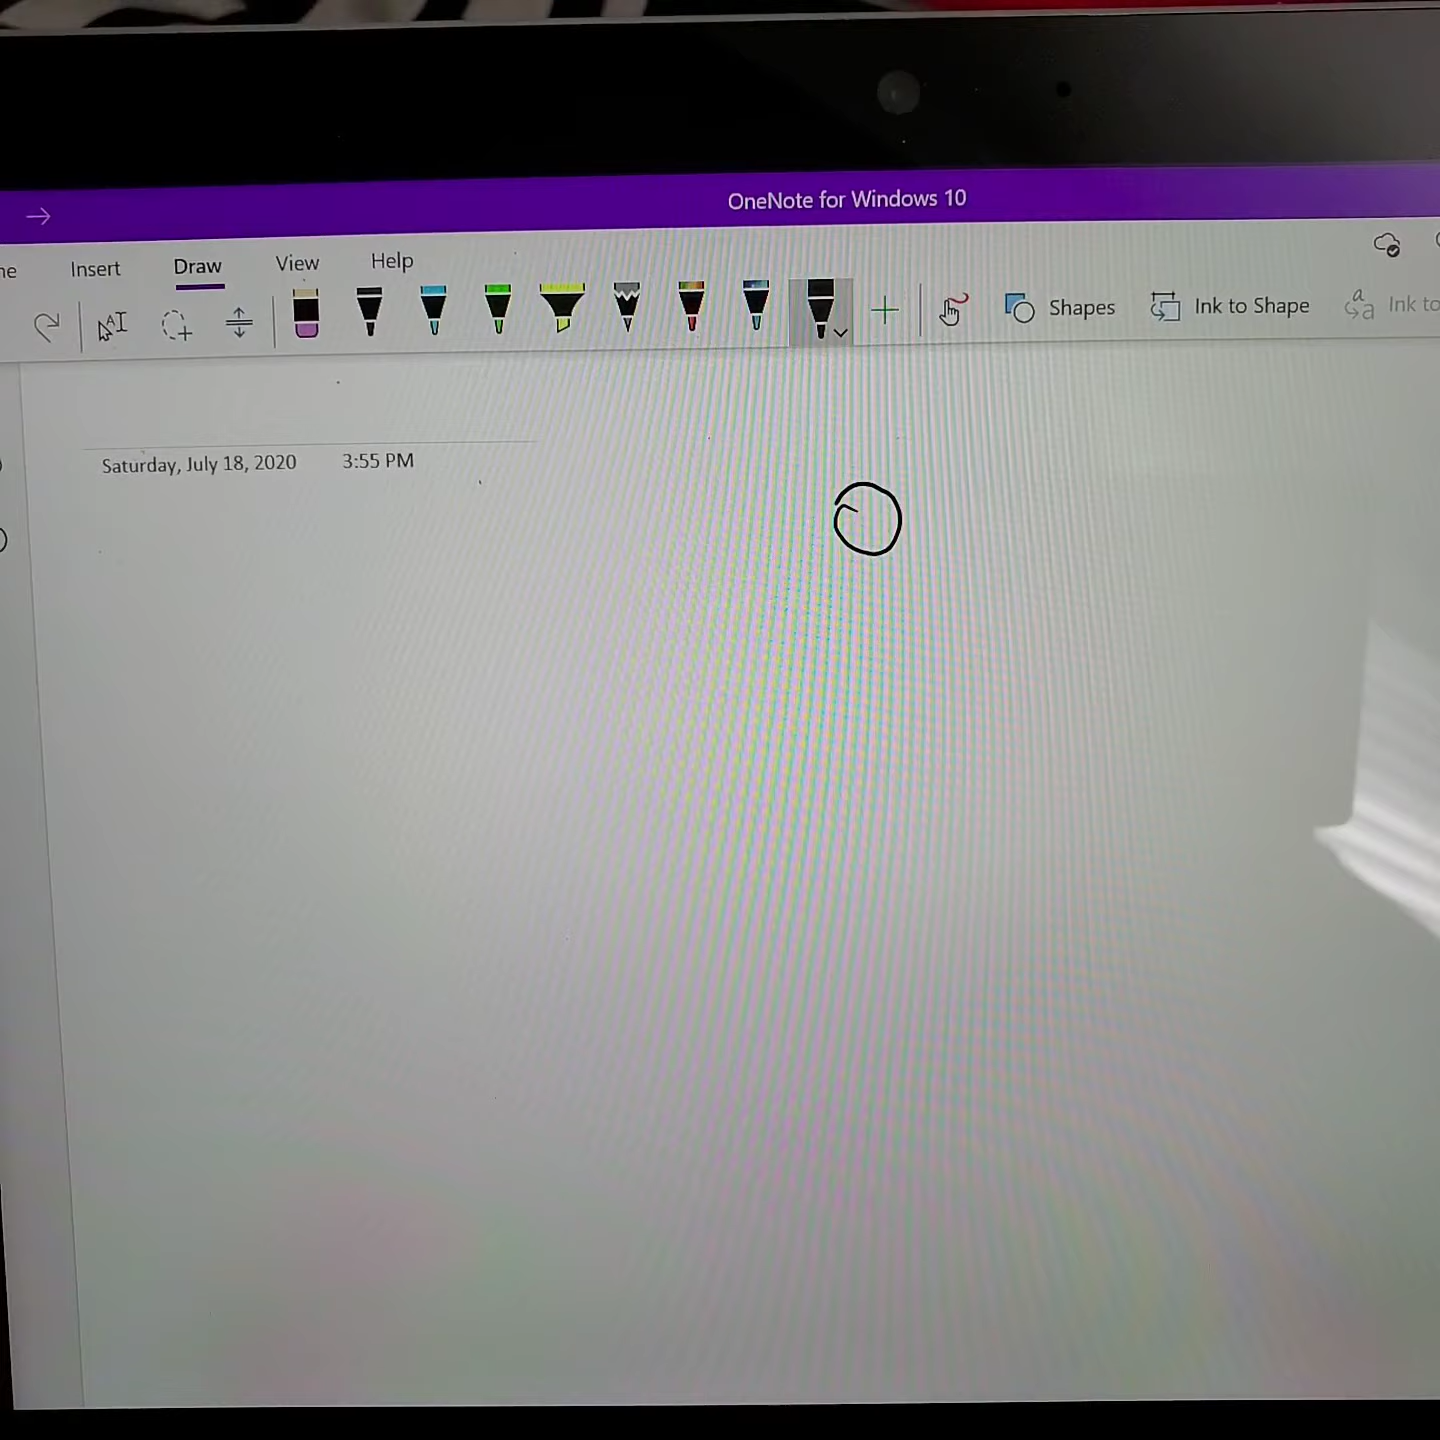 OneNote for Windows 10
Insert Draw View Help
Shapes Ink to Shape Ink to
Saturday, July 18, 2020 3:55 PM